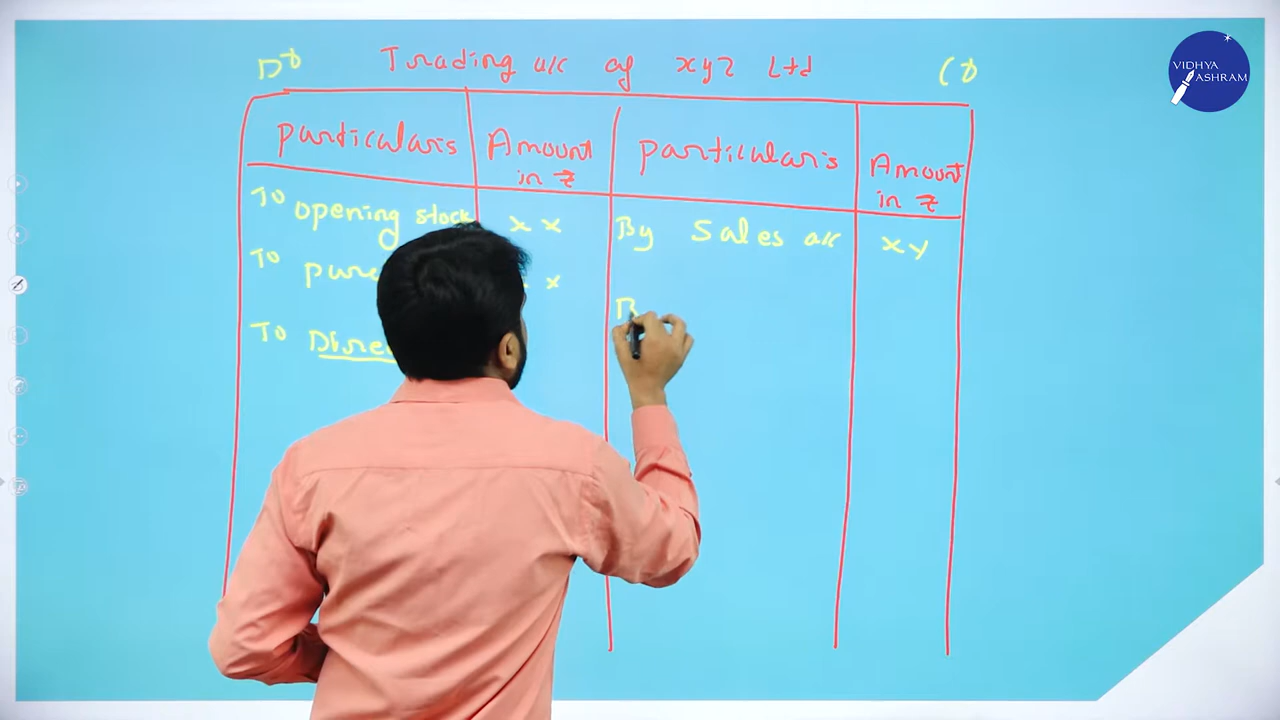 Dr Trading a/c of xyz Ltd Cr
VIDHYA
ASHRAM
Particulars Amount in ₹ Particulars Amount in ₹
To opening stock x x By Sales a/c xy
To x
To B